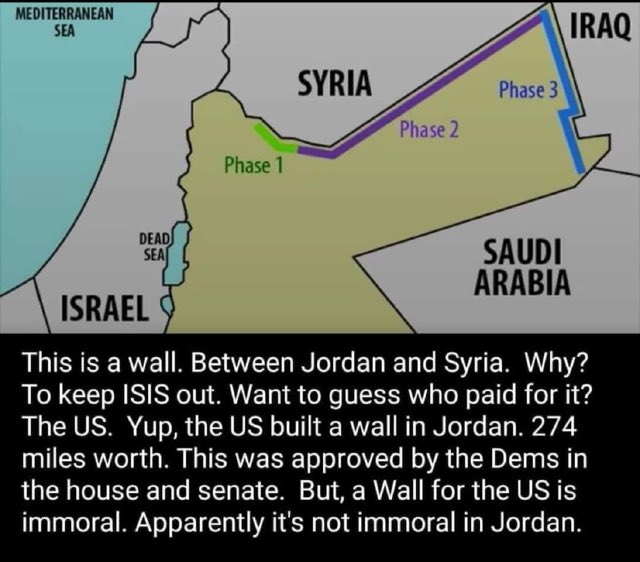 MEDITERRANEAN
SEA
IRAQ
SYRIA
Phase 3
Phase 2
Phase 1
DEAD
SEA
SAUDI
ARABIA
ISRAEL
This is a wall. Between Jordan and Syria. Why?
To keep ISIS out. Want to guess who paid for it?
The US. Yup, the US built a wall in Jordan. 274
miles worth. This was approved by the Dems in
the house and senate. But, a Wall for the US is
immoral. Apparently it's not immoral in Jordan.